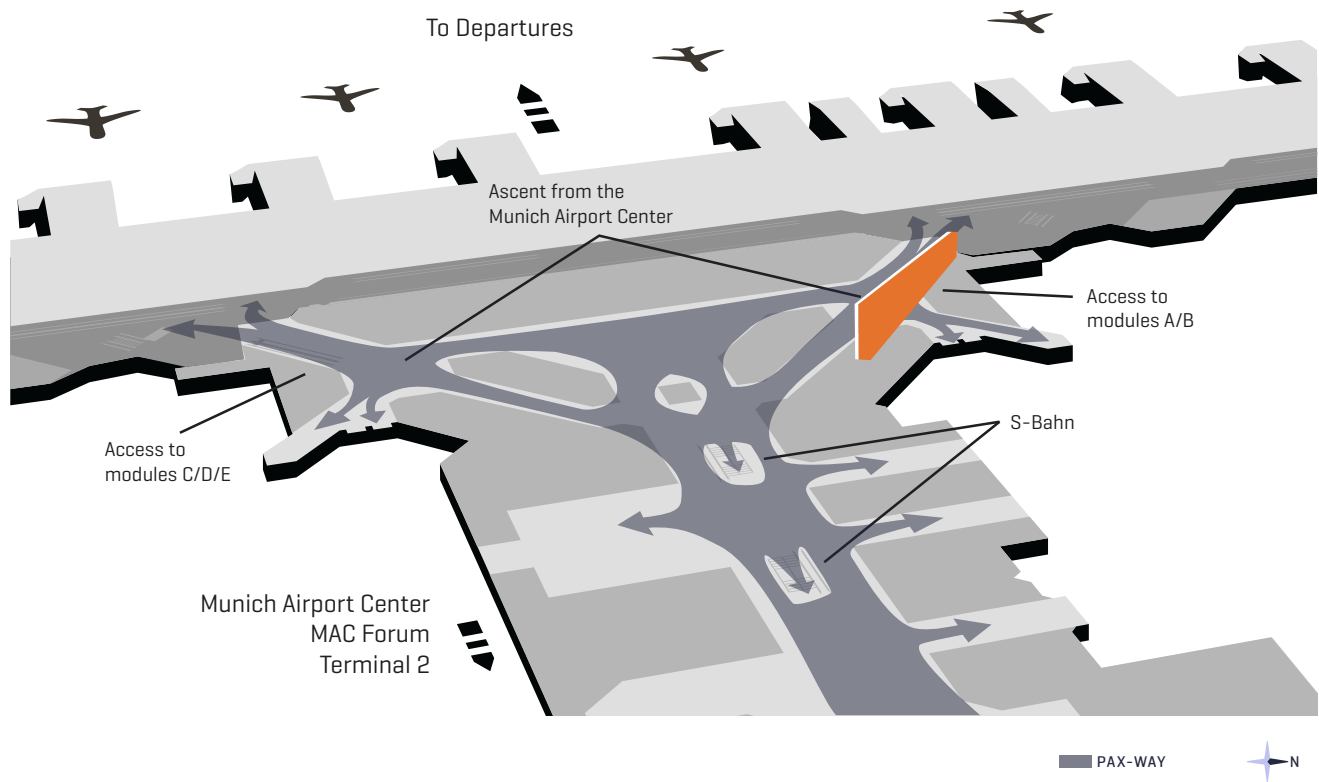 To Departures
Ascent from the
Munich Airport Center
Access to
modules A/B
S-Bahn
Access to
modules C/D/E
Munich Airport Center
MAC Forum
Terminal 2
PAX-WAY
N